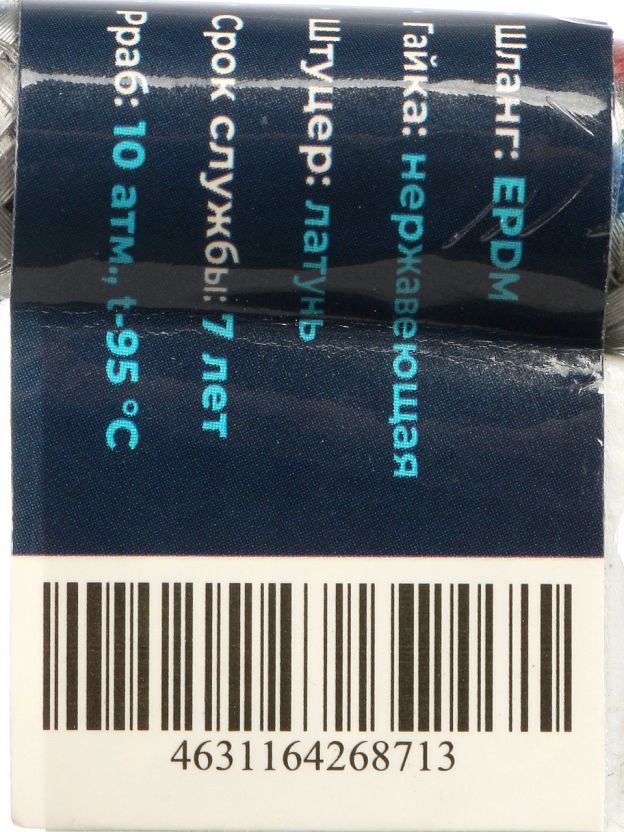 Шланг: EPDM
Гайка: нержавеющая
Штуцер: латунь
Срок службы: 7 лет
Рраб: 10 атм., t-95 °C
4631164268713